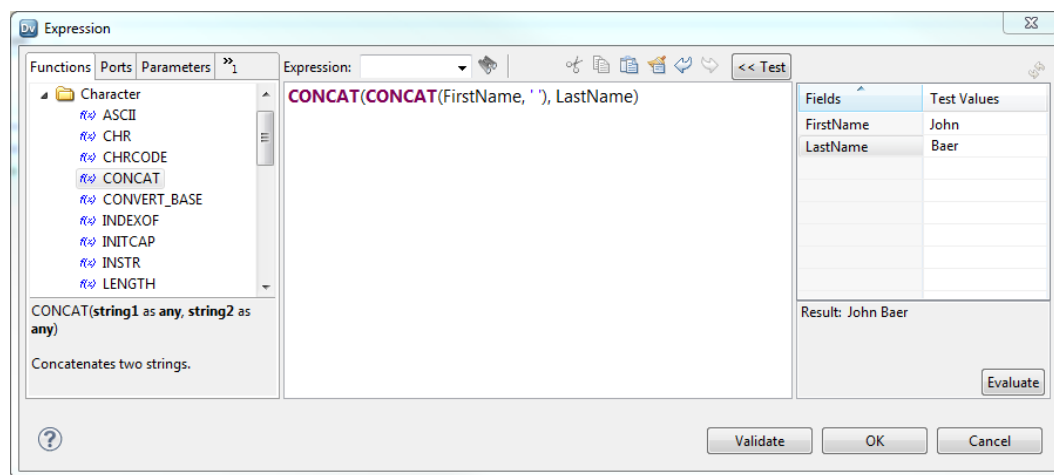 Dv Expression
Functions Ports Parameters »1
Expression:
<< Test
Character
f(x) ASCII
f(x) CHR
f(x) CHRCODE
f(x) CONCAT
f(x) CONVERT_BASE
f(x) INDEXOF
f(x) INITCAP
f(x) INSTR
f(x) LENGTH
CONCAT(string1 as any, string2 as
any)
Concatenates two strings.
CONCAT(CONCAT(FirstName, ' '), LastName)
Fields Test Values
FirstName John
LastName Baer
Result: John Baer
Evaluate
?
Validate OK Cancel